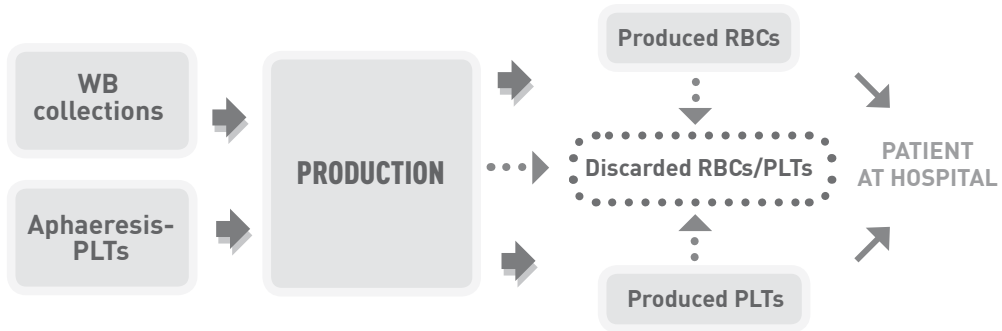 WB
collections
Aphaeresis-
PLTs
PRODUCTION
Produced RBCs
Discarded RBCs/PLTs
Produced PLTs
PATIENT
AT HOSPITAL